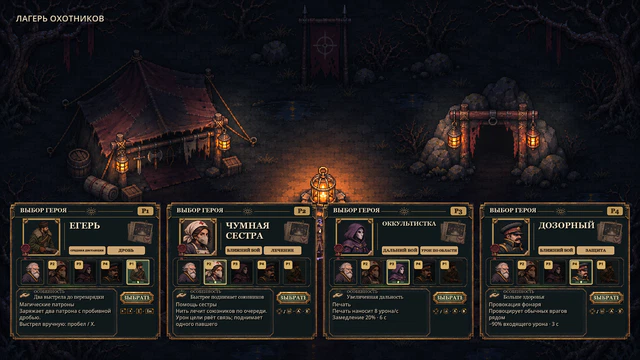 ЛАГЕРЬ ОХОТНИКОВ
ВЫБОР ГЕРОЯ
P1
ЕГЕРЬ
ДРОБЬ
ОСОБЕННОСТЬ
Два выстрела до перезарядки
ВЫБРАТЬ
Магические патроны
Заряжает два патрона с пробивной
дробью.
Выстрел вручную: пробел / X.
ВЫБОР ГЕРОЯ
P2
ЧУМНАЯ
СЕСТРА
БЛИЖНИЙ БОЙ
ЛЕЧЕНИЕ
ОСОБЕННОСТЬ
Быстрее поднимает союзников
ВЫБРАТЬ
Помощь сестры
Нить лечит союзников по очереди.
Урон цели рвёт связь; поднимает
одного павшего
ВЫБОР ГЕРОЯ
P3
ОККУЛЬТИСТКА
ДАЛЬНИЙ БОЙ
УРОН ПО ОБЛАСТИ
ОСОБЕННОСТЬ
Увеличенная дальность
ВЫБРАТЬ
Печать
Печать наносит 8 урона/с
Замедление 20% · 6 с
ВЫБОР ГЕРОЯ
P4
ДОЗОРНЫЙ
БЛИЖНИЙ БОЙ
ЗАЩИТА
ОСОБЕННОСТЬ
Больше здоровья
ВЫБРАТЬ
Провокация фонаря
Провоцирует обычных врагов
рядом
-90% входящего урона · 3 с